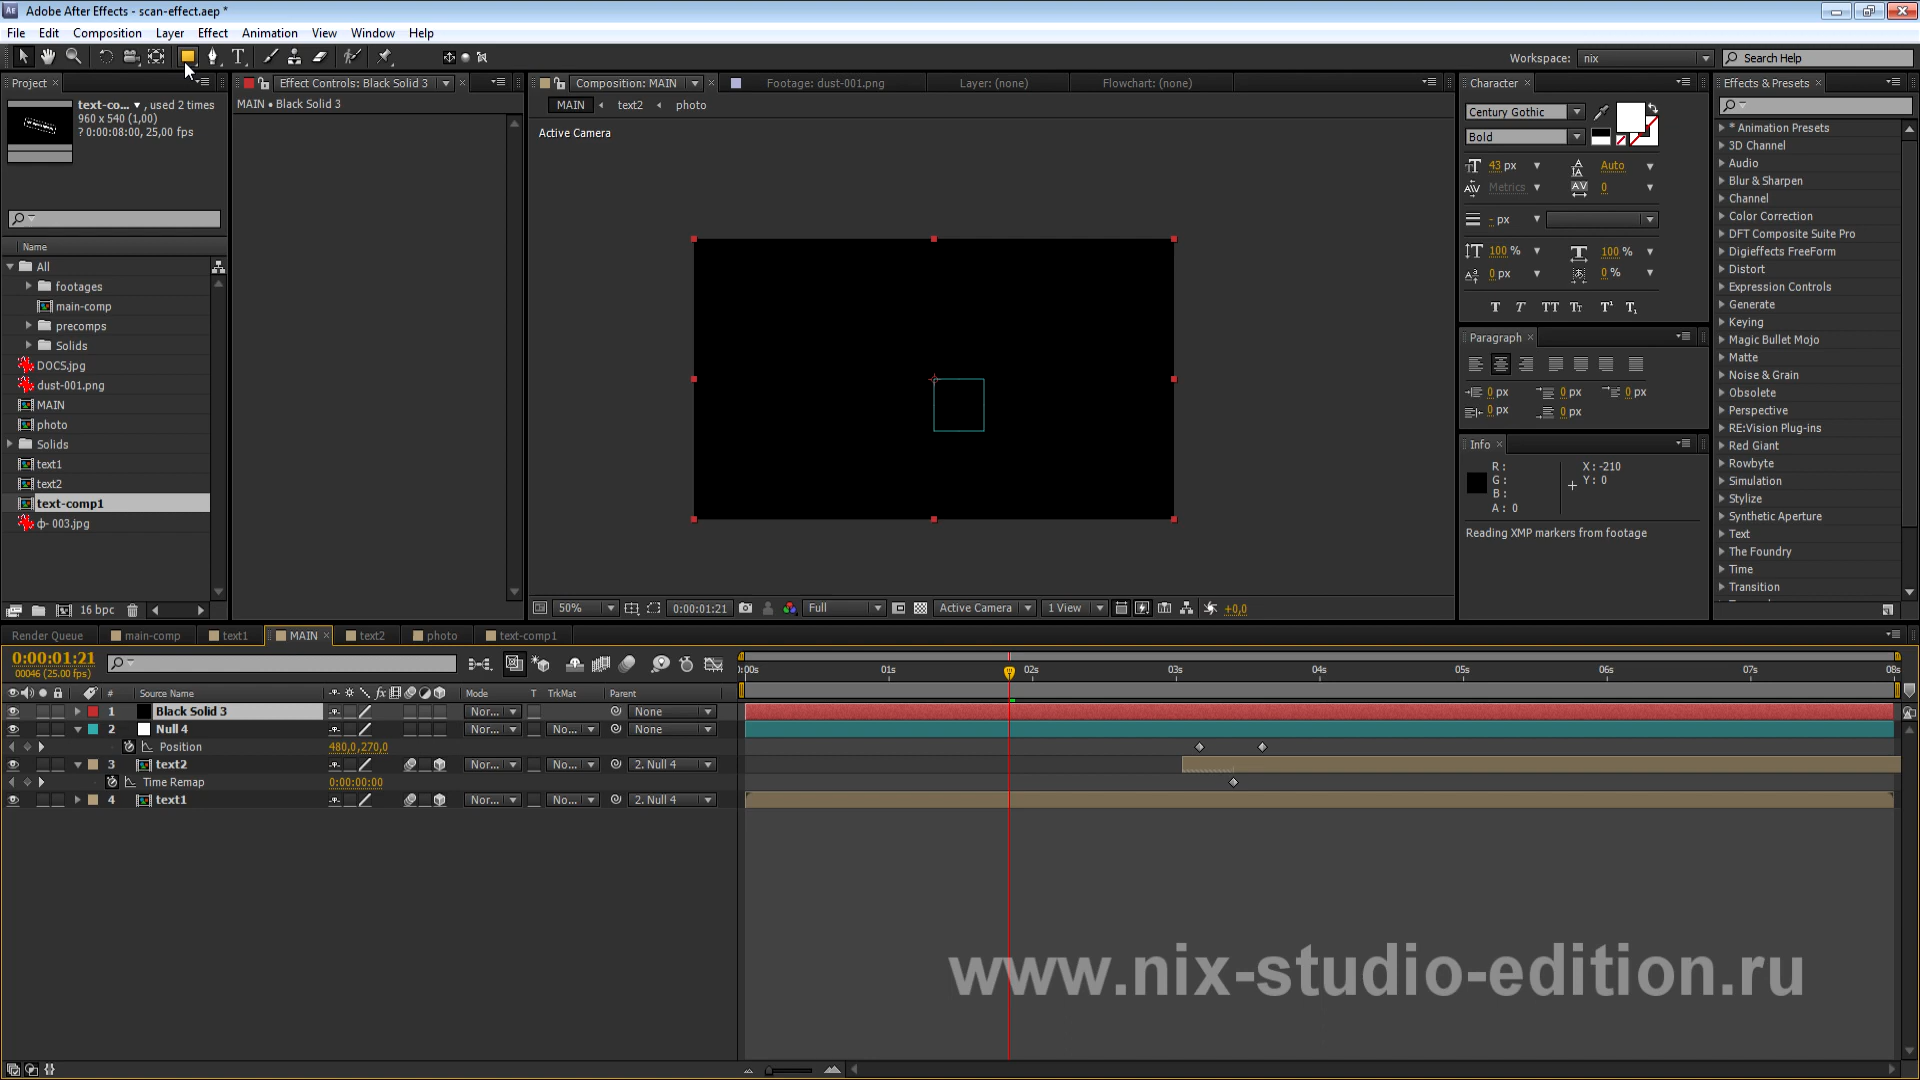 Adobe After Effects - scan-effect.aep *
File Edit Composition Layer Effect Animation View Window Help
Workspace: nix Search Help
Project
text-co... , used 2 times
960 x 540 (1,00)
? 0:00:08:00, 25,00 fps
Name
All
footages
main-comp
precomps
Solids
DOCS.jpg
dust-001.png
MAIN
photo
Solids
text1
text2
text-comp1
ф- 003.jpg
16 bpc
Effect Controls: Black Solid 3
MAIN • Black Solid 3
Composition: MAIN Footage: dust-001.png Layer: (none) Flowchart: (none)
MAIN text2 photo
Active Camera
50% 0:00:01:21 Full Active Camera 1 View +0,0
Character
Century Gothic
Bold
43 px Auto
Metrics 0
- px
100 % 100 %
0 px 0 %
T T TT Tr T¹ T₁
Paragraph
0 px 0 px 0 px
0 px 0 px
Info
R :
G :
B :
A : 0
X : -210
Y : 0
Reading XMP markers from footage
Effects & Presets
* Animation Presets
3D Channel
Audio
Blur & Sharpen
Channel
Color Correction
DFT Composite Suite Pro
Digieffects FreeForm
Distort
Expression Controls
Generate
Keying
Magic Bullet Mojo
Matte
Noise & Grain
Obsolete
Perspective
RE:Vision Plug-ins
Red Giant
Rowbyte
Simulation
Stylize
Synthetic Aperture
Text
The Foundry
Time
Transition
Render Queue main-comp text1 MAIN text2 photo text-comp1
0:00:01:21
00046 (25.00 fps)
:00s 01s 02s 03s 04s 05s 06s 07s 08s
# Source Name Mode T TrkMat Parent
1 Black Solid 3 Nor... None
2 Null 4 Nor... No... None
Position 480,0,270,0
3 text2 Nor... No... 2. Null 4
Time Remap 0:00:00:00
4 text1 Nor... No... 2. Null 4
www.nix-studio-edition.ru